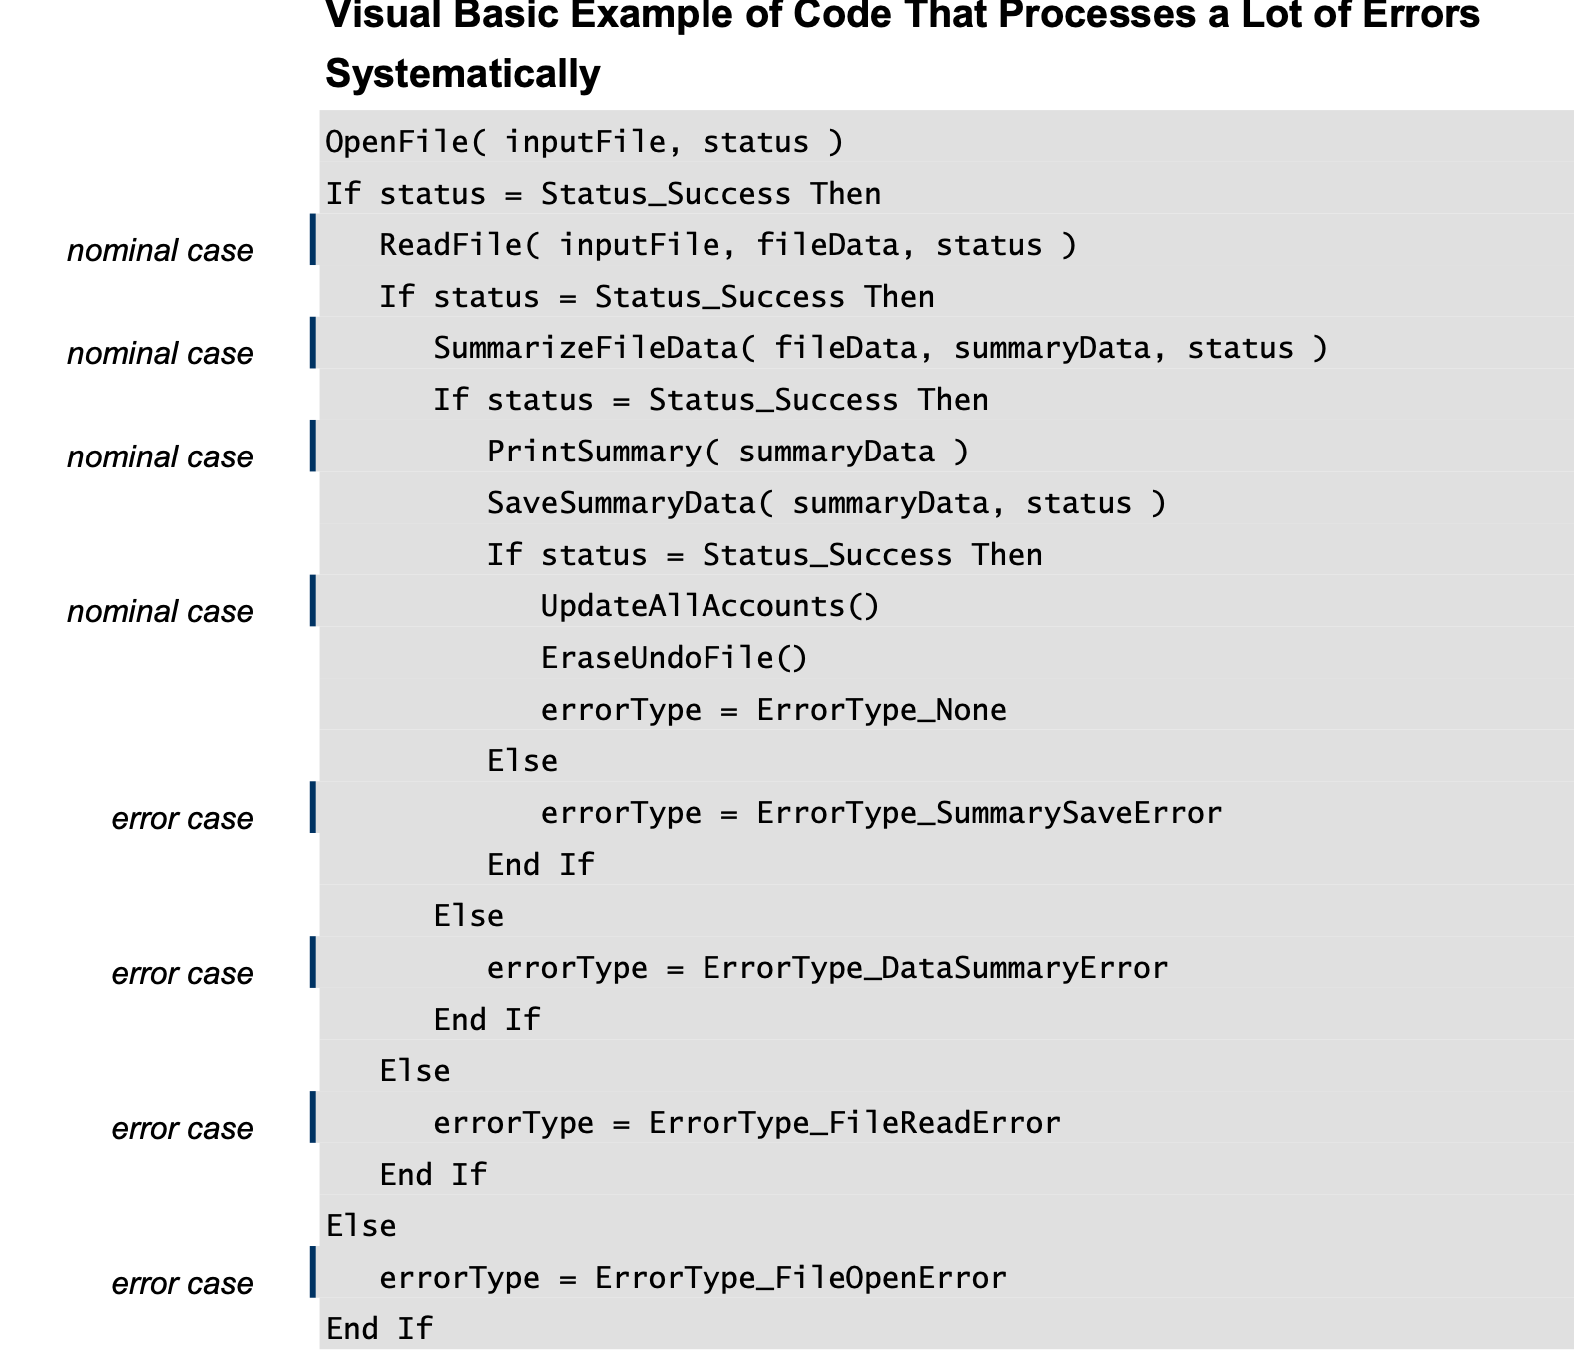 Visual Basic Example of Code That Processes a Lot of Errors
Systematically
OpenFile( inputFile, status )
If status = Status_Success Then
nominal case ReadFile( inputFile, fileData, status )
If status = Status_Success Then
nominal case SummarizeFileData( fileData, summaryData, status )
If status = Status_Success Then
nominal case PrintSummary( summaryData )
SaveSummaryData( summaryData, status )
If status = Status_Success Then
nominal case UpdateAllAccounts()
EraseUndoFile()
errorType = ErrorType_None
Else
error case errorType = ErrorType_SummarySaveError
End If
Else
error case errorType = ErrorType_DataSummaryError
End If
Else
error case errorType = ErrorType_FileReadError
End If
Else
error case errorType = ErrorType_FileOpenError
End If